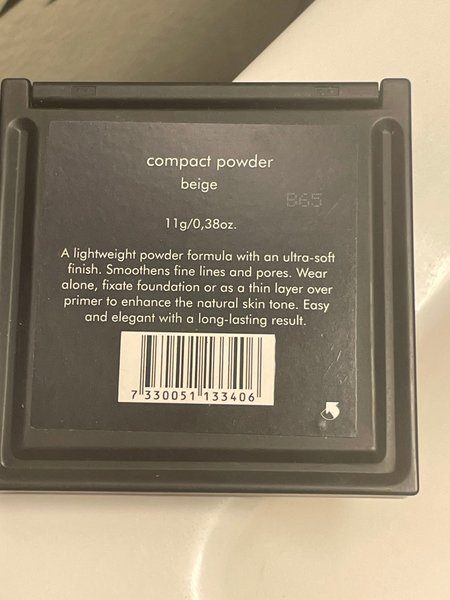 compact powder
beige
B65
11g/0,38oz.
A lightweight powder formula with an ultra-soft
finish. Smoothens fine lines and pores. Wear
alone, fixate foundation or as a thin layer over
primer to enhance the natural skin tone. Easy
and elegant with a long-lasting result.
7 330051 133406